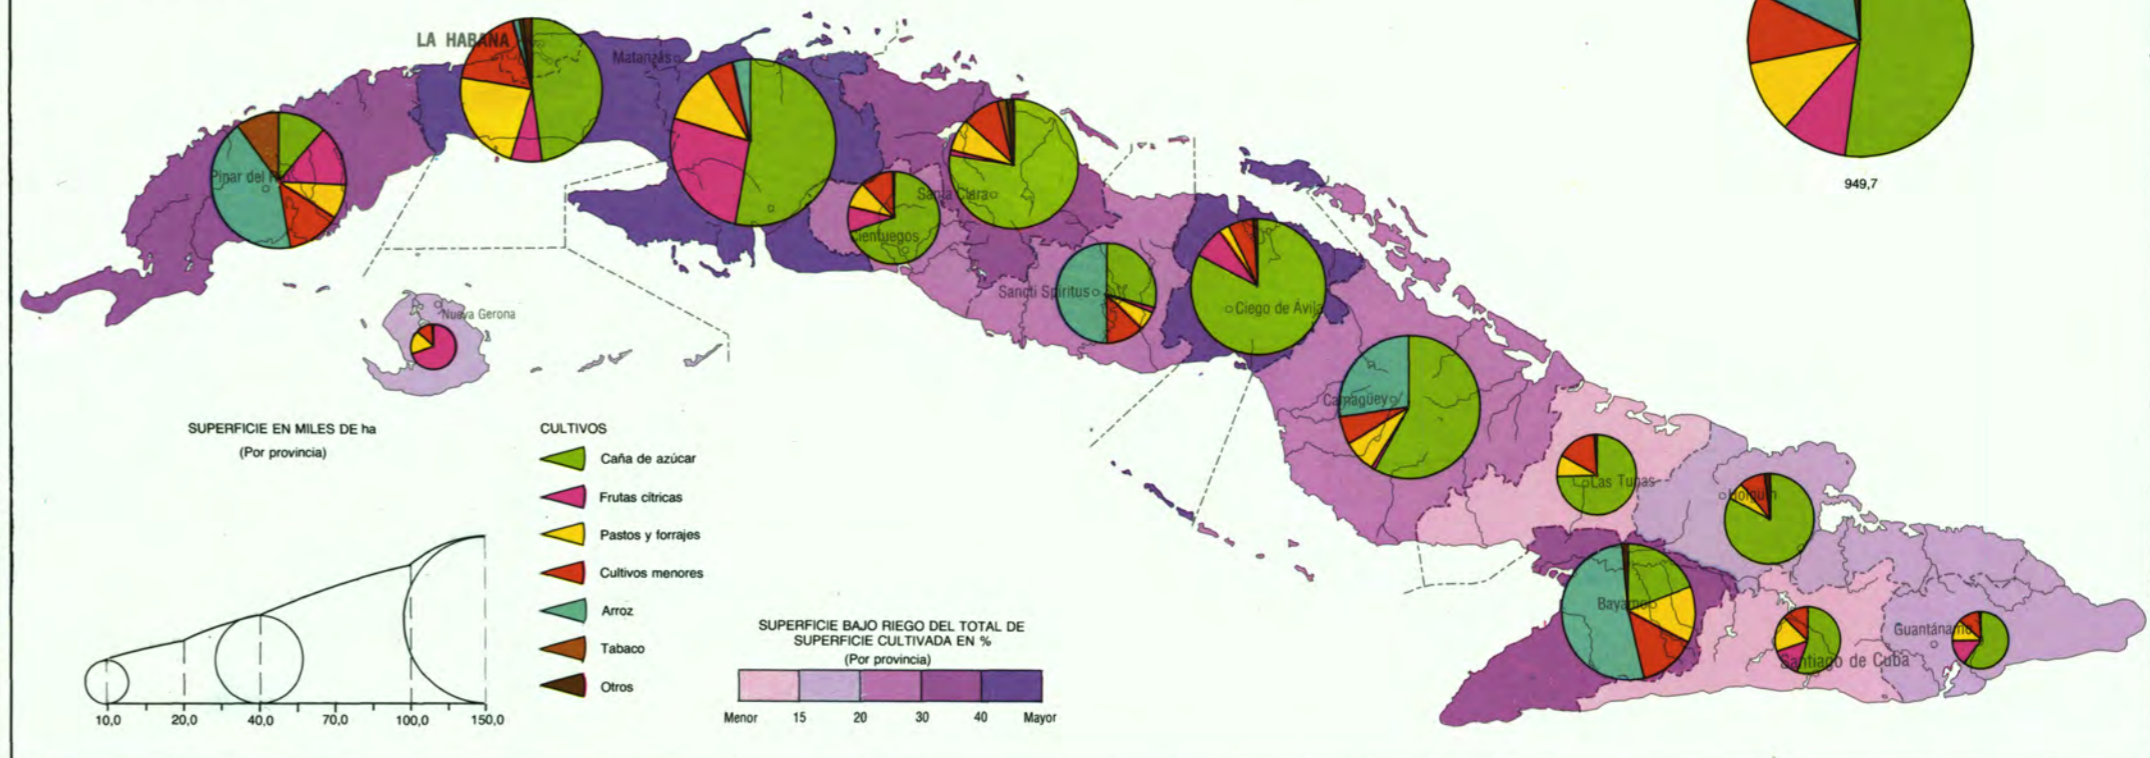 LA HABANA
Matanzas
949,7
Pinar del Río
Santa Clara
Cienfuegos
Sancti Spíritus
Ciego de Ávila
Nueva Gerona
Camagüey
Las Tunas
Holguín
Bayamo
Guantánamo
Santiago de Cuba
SUPERFICIE EN MILES DE ha
(Por provincia)
10,0 20,0 40,0 70,0 100,0 150,0
CULTIVOS
Caña de azúcar
Frutas cítricas
Pastos y forrajes
Cultivos menores
Arroz
Tabaco
Otros
SUPERFICIE BAJO RIEGO DEL TOTAL DE
SUPERFICIE CULTIVADA EN %
(Por provincia)
Menor 15 20 30 40 Mayor